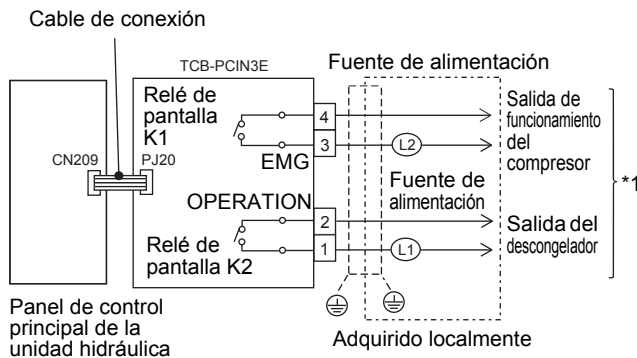 Cable de conexión
TCB-PCIN3E
Fuente de alimentación
Relé de
pantalla
K1
4
3
EMG
L2
Salida de
funcionamiento
del
compresor
CN209
PJ20
*1
OPERATION
Fuente de
alimentación
2
1
L1
Relé de
pantalla K2
Salida del
descongelador
Panel de control
principal de la
unidad hidráulica
Adquirido localmente